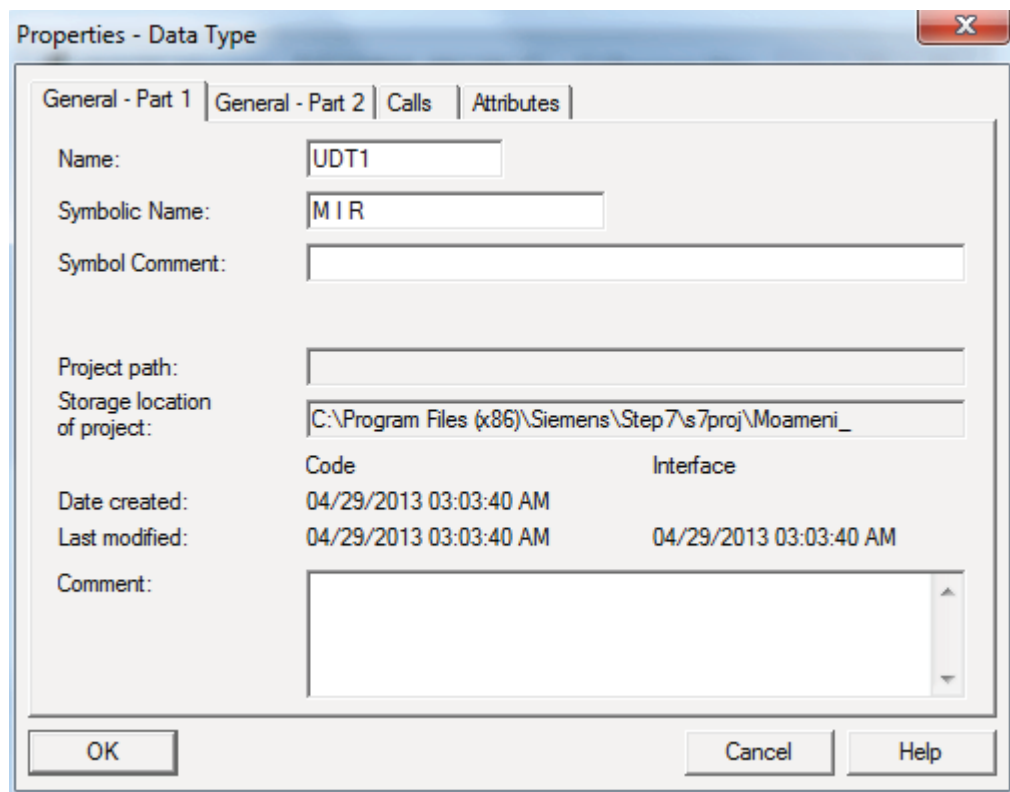 Properties - Data Type
General - Part 1 General - Part 2 Calls Attributes
Name: UDT1
Symbolic Name: M I R
Symbol Comment:
Project path:
Storage location
of project: C:\Program Files (x86)\Siemens\Step7\s7proj\Moameni_
Code Interface
Date created: 04/29/2013 03:03:40 AM
Last modified: 04/29/2013 03:03:40 AM 04/29/2013 03:03:40 AM
Comment:
OK Cancel Help